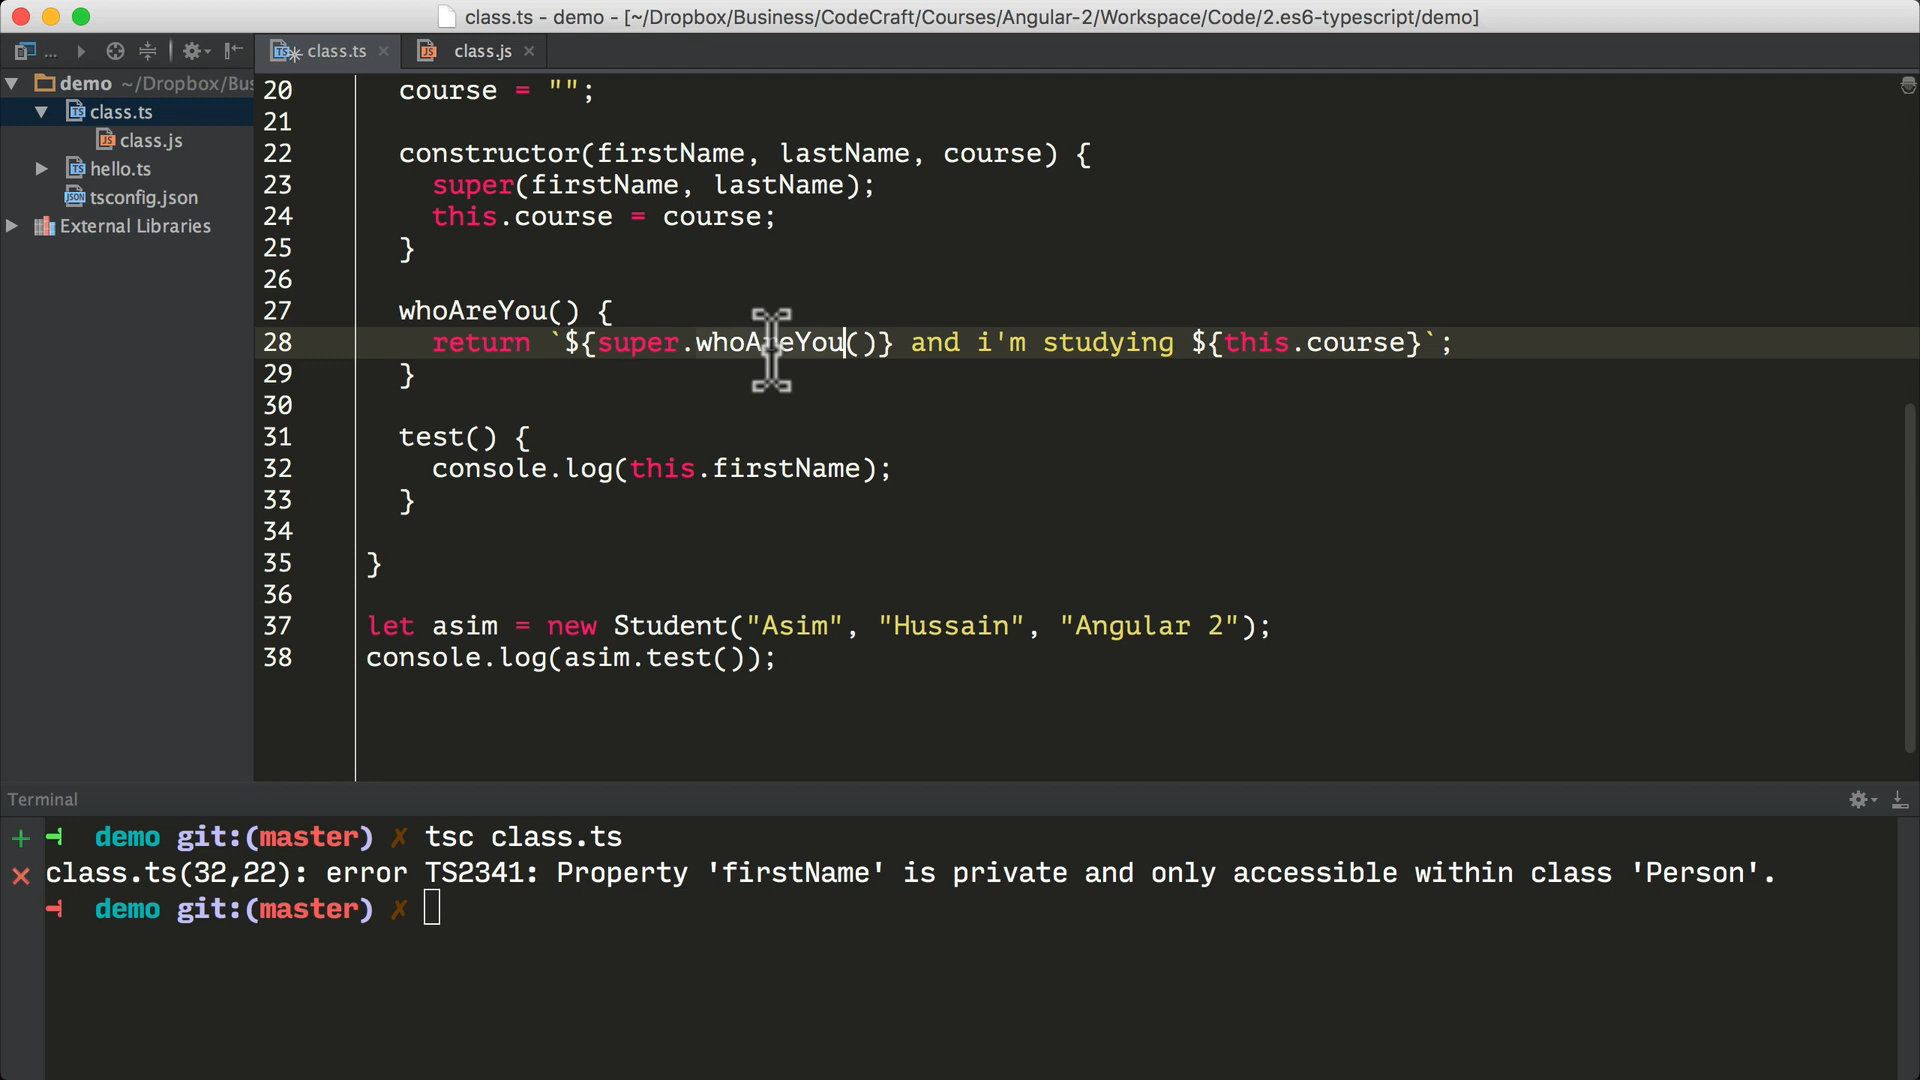 class.ts - demo - [~/Dropbox/Business/CodeCraft/Courses/Angular-2/Workspace/Code/2.es6-typescript/demo]
... class.ts class.js
demo ~/Dropbox/Bus
class.ts
class.js
hello.ts
tsconfig.json
External Libraries
20 course = "";
21
22 constructor(firstName, lastName, course) {
23 super(firstName, lastName);
24 this.course = course;
25 }
26
27 whoAreYou() {
28 return `${super.whoAreYou()} and i'm studying ${this.course}`;
29 }
30
31 test() {
32 console.log(this.firstName);
33 }
34
35 }
36
37 let asim = new Student("Asim", "Hussain", "Angular 2");
38 console.log(asim.test());
Terminal
demo git:(master) ✗ tsc class.ts
class.ts(32,22): error TS2341: Property 'firstName' is private and only accessible within class 'Person'.
demo git:(master) ✗